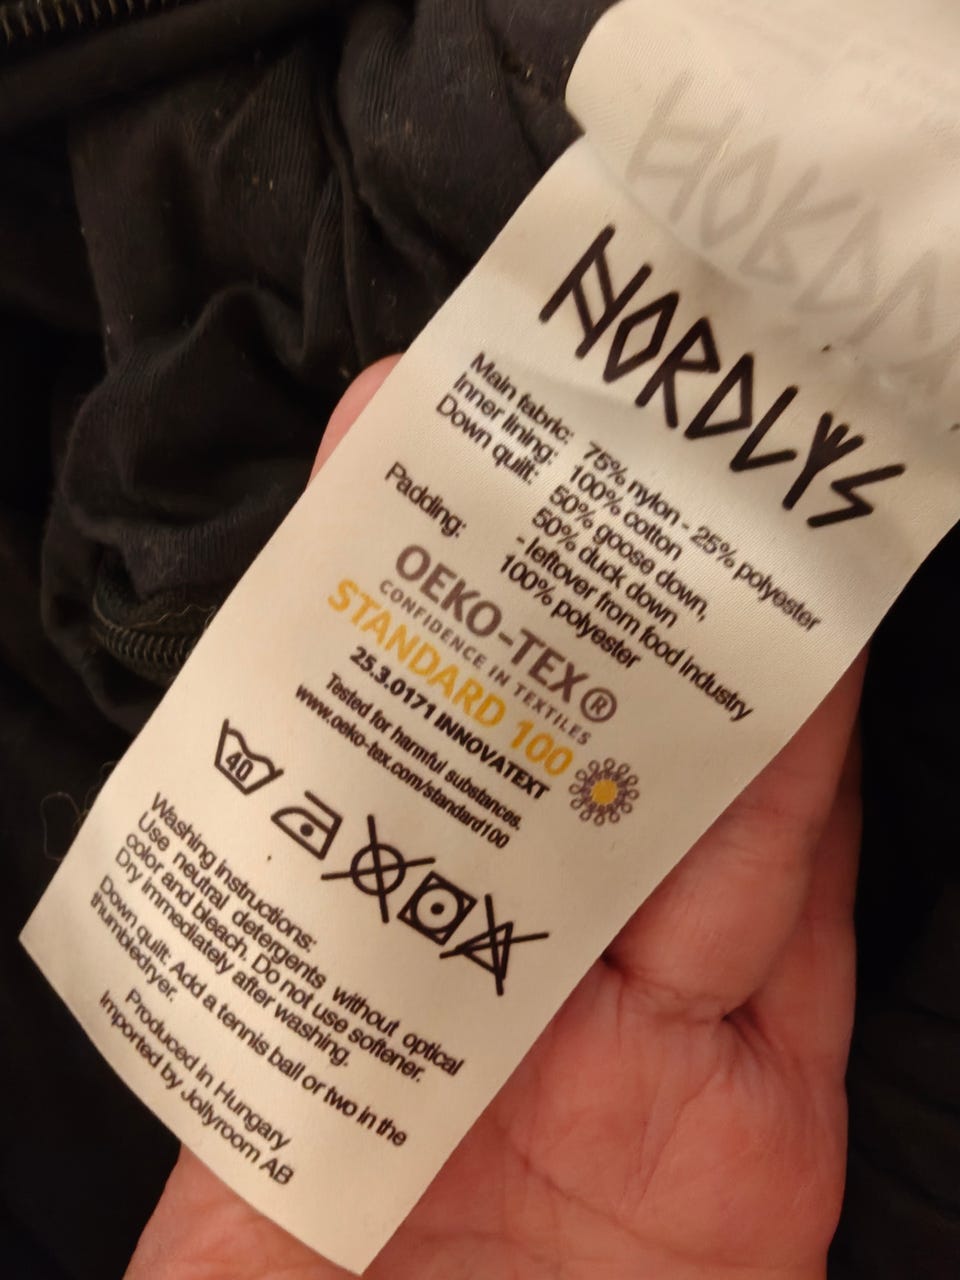 NORDLYS
Main fabric: 75% nylon - 25% polyester
Inner lining: 100% cotton
Down quilt: 50% goose down,
50% duck down,
- leftover from food industry
Padding: 100% polyester
OEKO-TEX®
CONFIDENCE IN TEXTILES
STANDARD 100
25.3.0171 INNOVATEXT
Tested for harmful substances.
www.oeko-tex.com/standard100
40
Washing instructions:
Use neutral detergents without optical
color and bleach. Do not use softener.
Dry immediately after washing.
Down quilt: Add a tennis ball or two in the
thumbledryer.
Produced in Hungary
Imported by Jollyroom AB